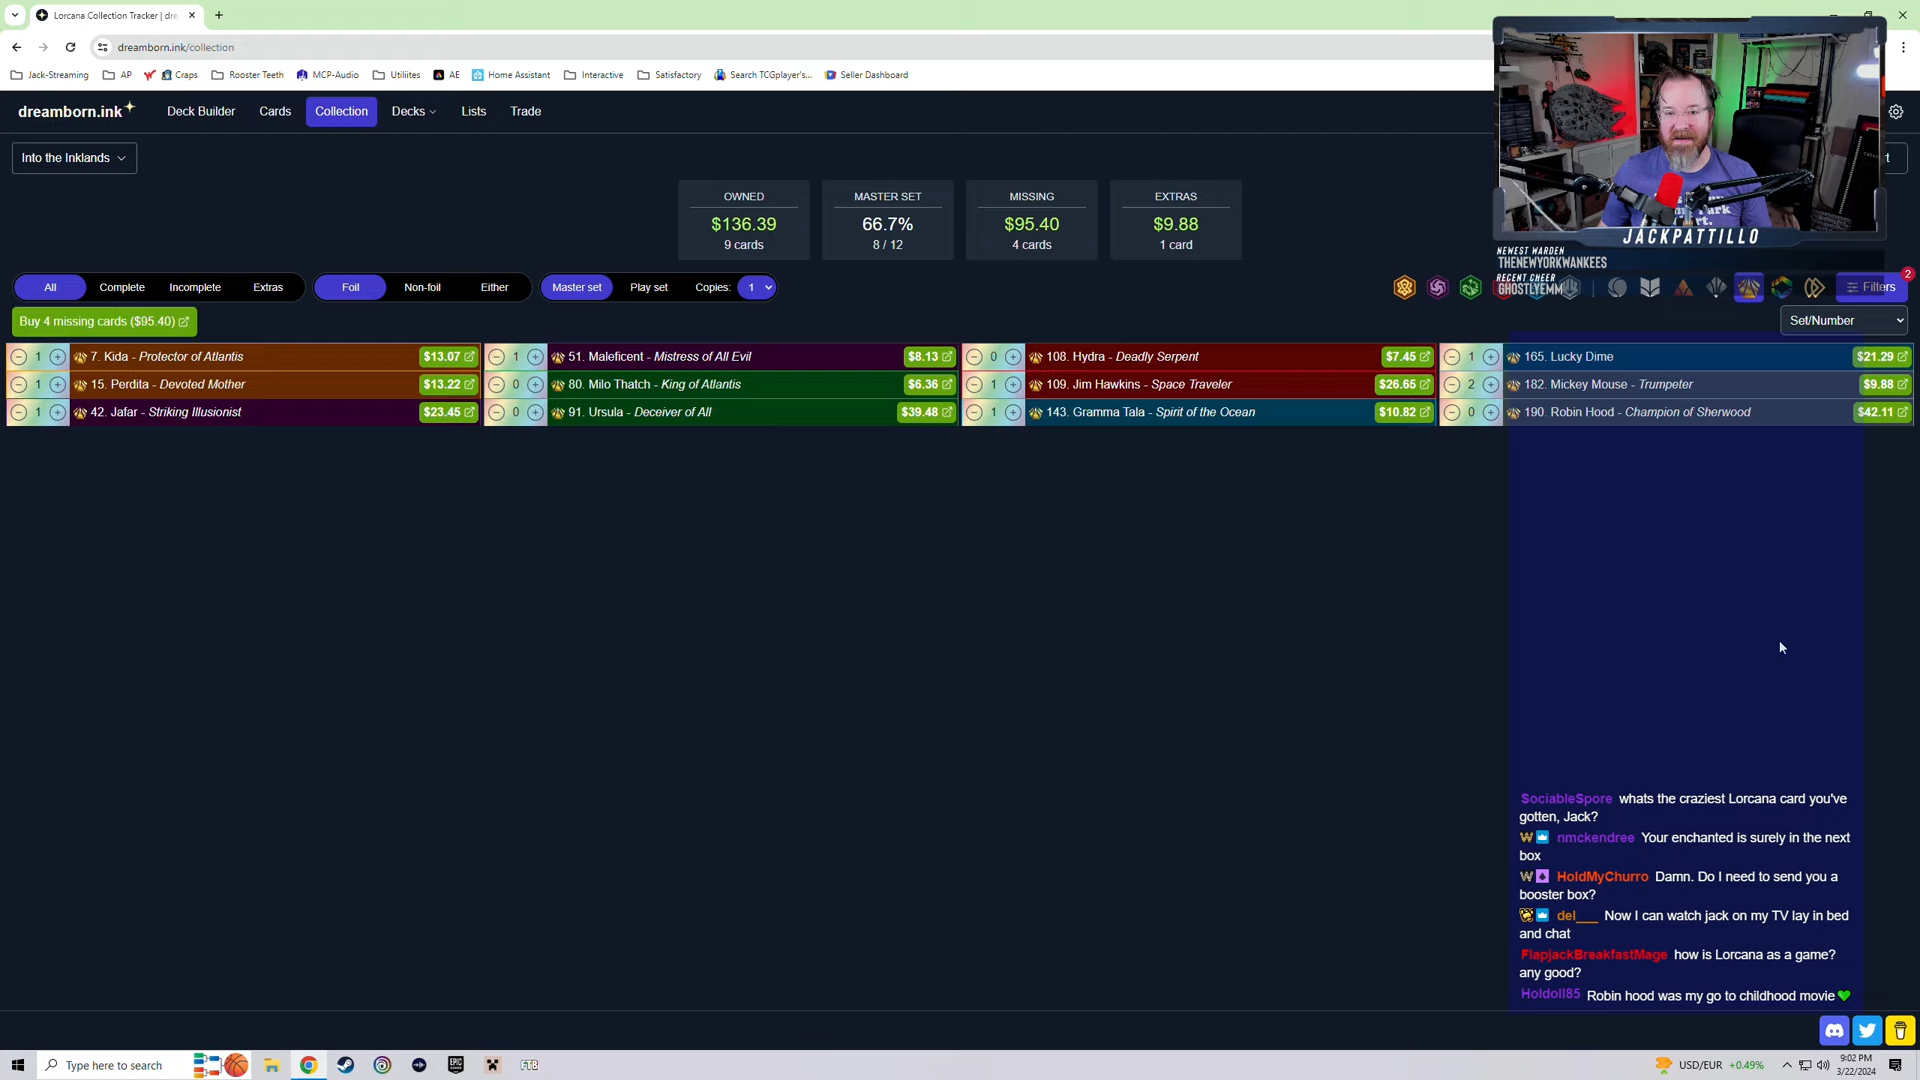 Lorcana Collection Tracker | dre
dreamborn.ink/collection
Jack-Streaming AP Craps Rooster Teeth MCP-Audio Utiliites AE Home Assistant Interactive Satisfactory Search TCGplayer's... Seller Dashboard
dreamborn.ink Deck Builder Cards Collection Decks Lists Trade
Into the Inklands
OWNED
$136.39
9 cards
MASTER SET
66.7%
8 / 12
MISSING
$95.40
4 cards
EXTRAS
$9.88
1 card
JACKPATTILLO
NEWEST WARDEN
THENEWYORKWANKEES
RECENT CHEER
GHOSTLYEMM
All Complete Incomplete Extras Foil Non-foil Either Master set Play set Copies: 1
Filters 2
Buy 4 missing cards ($95.40)
Set/Number
1 7. Kida - Protector of Atlantis $13.07
1 15. Perdita - Devoted Mother $13.22
1 42. Jafar - Striking Illusionist $23.45
1 51. Maleficent - Mistress of All Evil $8.13
0 80. Milo Thatch - King of Atlantis $6.36
0 91. Ursula - Deceiver of All $39.48
0 108. Hydra - Deadly Serpent $7.45
1 109. Jim Hawkins - Space Traveler $26.65
1 143. Gramma Tala - Spirit of the Ocean $10.82
1 165. Lucky Dime $21.29
2 182. Mickey Mouse - Trumpeter $9.88
0 190. Robin Hood - Champion of Sherwood $42.11
SociableSpore whats the craziest Lorcana card you've
gotten, Jack?
nmckendree Your enchanted is surely in the next
box
HoldMyChurro Damn. Do I need to send you a
booster box?
del___ Now I can watch jack on my TV lay in bed
and chat
FlapjackBreakfastMage how is Lorcana as a game?
any good?
Holdoll85 Robin hood was my go to childhood movie
Type here to search
USD/EUR +0.49%
9:02 PM
3/22/2024